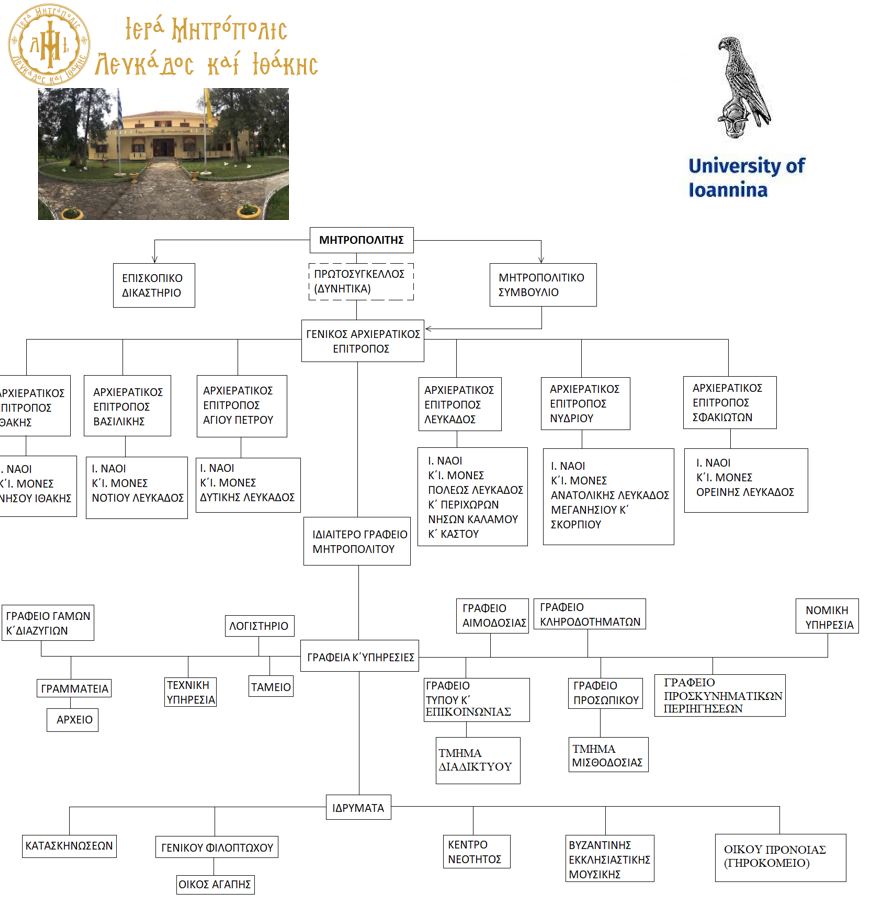 Ἱερά Μητρόπολις
Λευκάδος καί Ἰθάκης
University of
Ioannina
ΜΗΤΡΟΠΟΛΙΤΗΣ
ΕΠΙΣΚΟΠΙΚΟ
ΔΙΚΑΣΤΗΡΙΟ
ΠΡΩΤΟΣΥΓΚΕΛΛΟΣ
(ΔΥΝΗΤΙΚΑ)
ΜΗΤΡΟΠΟΛΙΤΙΚΟ
ΣΥΜΒΟΥΛΙΟ
ΓΕΝΙΚΟΣ ΑΡΧΙΕΡΑΤΙΚΟΣ
ΕΠΙΤΡΟΠΟΣ
ΑΡΧΙΕΡΑΤΙΚΟΣ
ΕΠΙΤΡΟΠΟΣ
ΙΘΑΚΗΣ
ΑΡΧΙΕΡΑΤΙΚΟΣ
ΕΠΙΤΡΟΠΟΣ
ΒΑΣΙΛΙΚΗΣ
ΑΡΧΙΕΡΑΤΙΚΟΣ
ΕΠΙΤΡΟΠΟΣ
ΑΓΙΟΥ ΠΕΤΡΟΥ
ΑΡΧΙΕΡΑΤΙΚΟΣ
ΕΠΙΤΡΟΠΟΣ
ΛΕΥΚΑΔΟΣ
ΑΡΧΙΕΡΑΤΙΚΟΣ
ΕΠΙΤΡΟΠΟΣ
ΝΥΔΡΙΟΥ
ΑΡΧΙΕΡΑΤΙΚΟΣ
ΕΠΙΤΡΟΠΟΣ
ΣΦΑΚΙΩΤΩΝ
Ι. ΝΑΟΙ
Κ΄Ι. ΜΟΝΕΣ
ΝΗΣΟΥ ΙΘΑΚΗΣ
Ι. ΝΑΟΙ
Κ΄Ι. ΜΟΝΕΣ
ΝΟΤΙΟΥ ΛΕΥΚΑΔΟΣ
Ι. ΝΑΟΙ
Κ΄Ι. ΜΟΝΕΣ
ΔΥΤΙΚΗΣ ΛΕΥΚΑΔΟΣ
Ι. ΝΑΟΙ
Κ΄Ι. ΜΟΝΕΣ
ΠΟΛΕΩΣ ΛΕΥΚΑΔΟΣ
Κ΄ ΠΕΡΙΧΩΡΩΝ
ΝΗΣΩΝ ΚΑΛΑΜΟΥ
Κ΄ ΚΑΣΤΟΥ
Ι. ΝΑΟΙ
Κ΄Ι. ΜΟΝΕΣ
ΑΝΑΤΟΛΙΚΗΣ ΛΕΥΚΑΔΟΣ
ΜΕΓΑΝΗΣΙΟΥ Κ΄
ΣΚΟΡΠΙΟΥ
Ι. ΝΑΟΙ
Κ΄Ι. ΜΟΝΕΣ
ΟΡΕΙΝΗΣ ΛΕΥΚΑΔΟΣ
ΙΔΙΑΙΤΕΡΟ ΓΡΑΦΕΙΟ
ΜΗΤΡΟΠΟΛΙΤΟΥ
ΓΡΑΦΕΙΟ ΓΑΜΩΝ
Κ΄ΔΙΑΖΥΓΙΩΝ
ΛΟΓΙΣΤΗΡΙΟ
ΓΡΑΦΕΙΟ
ΑΙΜΟΔΟΣΙΑΣ
ΓΡΑΦΕΙΟ
ΚΛΗΡΟΔΟΤΗΜΑΤΩΝ
ΝΟΜΙΚΗ
ΥΠΗΡΕΣΙΑ
ΓΡΑΦΕΙΑ Κ΄ΥΠΗΡΕΣΙΕΣ
ΓΡΑΜΜΑΤΕΙΑ
ΑΡΧΕΙΟ
ΤΕΧΝΙΚΗ
ΥΠΗΡΕΣΙΑ
ΤΑΜΕΙΟ
ΓΡΑΦΕΙΟ
ΤΥΠΟΥ Κ΄
ΕΠΙΚΟΙΝΩΝΙΑΣ
ΓΡΑΦΕΙΟ
ΠΡΟΣΩΠΙΚΟΥ
ΓΡΑΦΕΙΟ
ΠΡΟΣΚΥΝΗΜΑΤΙΚΩΝ
ΠΕΡΙΗΓΗΣΕΩΝ
ΤΜΗΜΑ
ΔΙΑΔΙΚΤΥΟΥ
ΤΜΗΜΑ
ΜΙΣΘΟΔΟΣΙΑΣ
ΙΔΡΥΜΑΤΑ
ΚΑΤΑΣΚΗΝΩΣΕΩΝ
ΓΕΝΙΚΟΥ ΦΙΛΟΠΤΩΧΟΥ
ΟΙΚΟΣ ΑΓΑΠΗΣ
ΚΕΝΤΡΟ
ΝΕΟΤΗΤΟΣ
ΒΥΖΑΝΤΙΝΗΣ
ΕΚΚΛΗΣΙΑΣΤΙΚΗΣ
ΜΟΥΣΙΚΗΣ
ΟΙΚΟΥ ΠΡΟΝΟΙΑΣ
(ΓΗΡΟΚΟΜΕΙΟ)